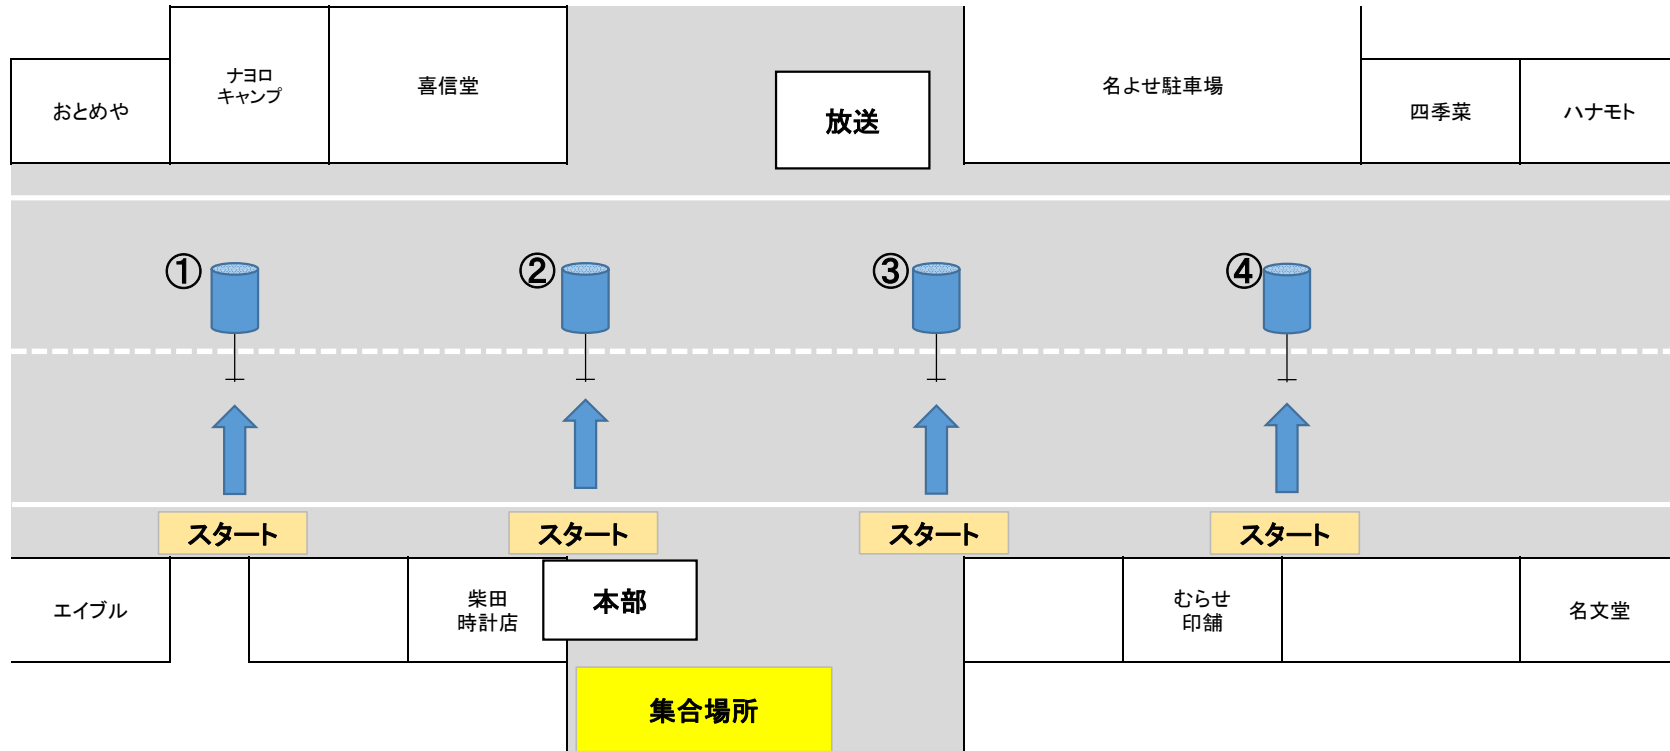 ナヨロ
キャンプ
喜信堂
名よせ駐車場
おとめや
放送
四季菜
ハナモト
①
②
③
④
スタート
スタート
スタート
スタート
エイブル
柴田
時計店
本部
むらせ
印舗
名文堂
集合場所